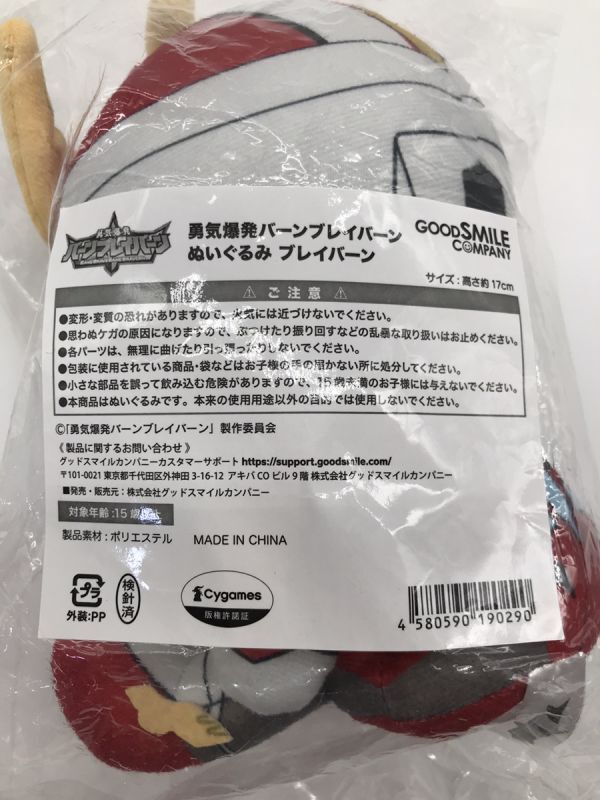 勇気爆発
バーンブレイバーン
勇気爆発バーンブレイバーン
ぬいぐるみ ブレイバーン
GOOD SMILE
COMPANY
サイズ：高さ約17cm
⚠ ご注意 ⚠
●変形・変質の恐れがありますので、火気には近づけないでください。
●思わぬケガの原因になりますので、ぶつけたり振り回すなどの乱暴な取り扱いはお止めください。
●各パーツは、無理に曲げたり引っ張ったりしないでください。
●包装に使用されている商品・袋などはお子様の手の届かない所に処分してください。
●小さな部品を誤って飲み込む危険がありますので、15歳未満のお子様には与えないでください。
●本商品はぬいぐるみです。本来の使用用途以外の目的では使用しないでください。
©「勇気爆発バーンブレイバーン」製作委員会
《 製品に関するお問い合わせ 》
グッドスマイルカンパニーカスタマーサポート https://support.goodsmile.com/
〒101-0021 東京都千代田区外神田 3-16-12 アキバ CO ビル 9 階 株式会社グッドスマイルカンパニー
■発売・販売元：株式会社グッドスマイルカンパニー
対象年齢：15歳以上
製品素材：ポリエステル MADE IN CHINA
プラ
外装:PP
検針済
Cygames
版権許諾証
4 580590 190290